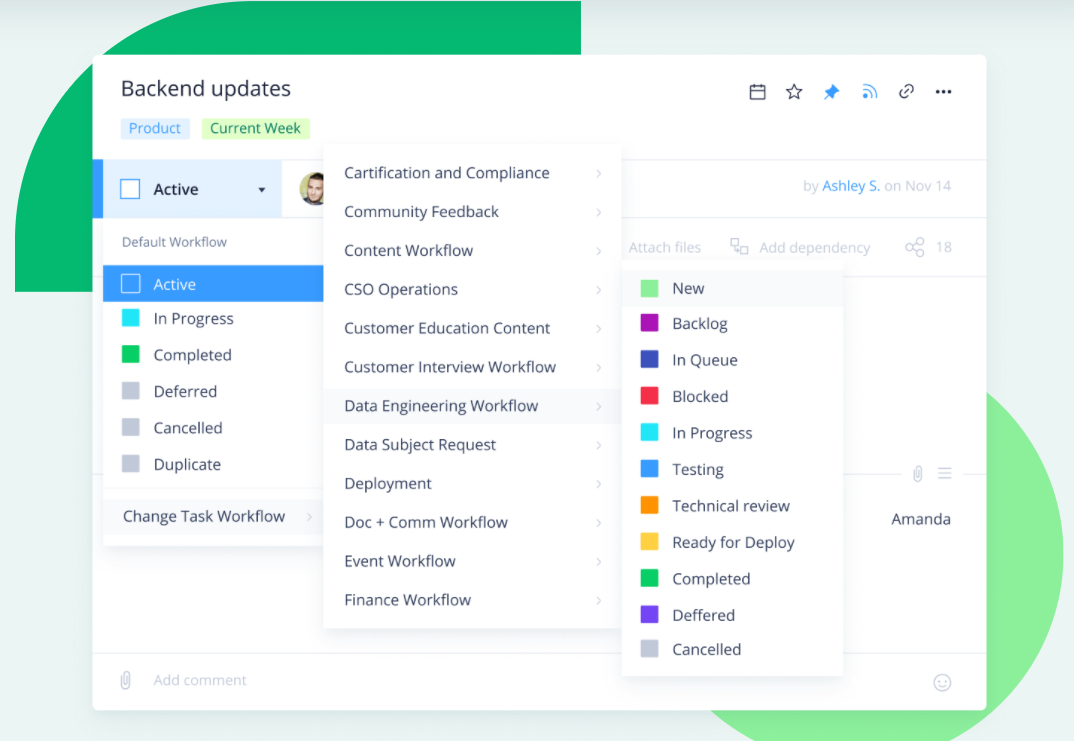 Backend updates
Product
Current Week
Active
by Ashley S. on Nov 14
Attach files
Add dependency
18
Default Workflow
Active
In Progress
Completed
Deferred
Cancelled
Duplicate
Change Task Workflow
Cartification and Compliance
Community Feedback
Content Workflow
CSO Operations
Customer Education Content
Customer Interview Workflow
Data Engineering Workflow
Data Subject Request
Deployment
Doc + Comm Workflow
Event Workflow
Finance Workflow
New
Backlog
In Queue
Blocked
In Progress
Testing
Technical review
Ready for Deploy
Completed
Deffered
Cancelled
Amanda
Add comment